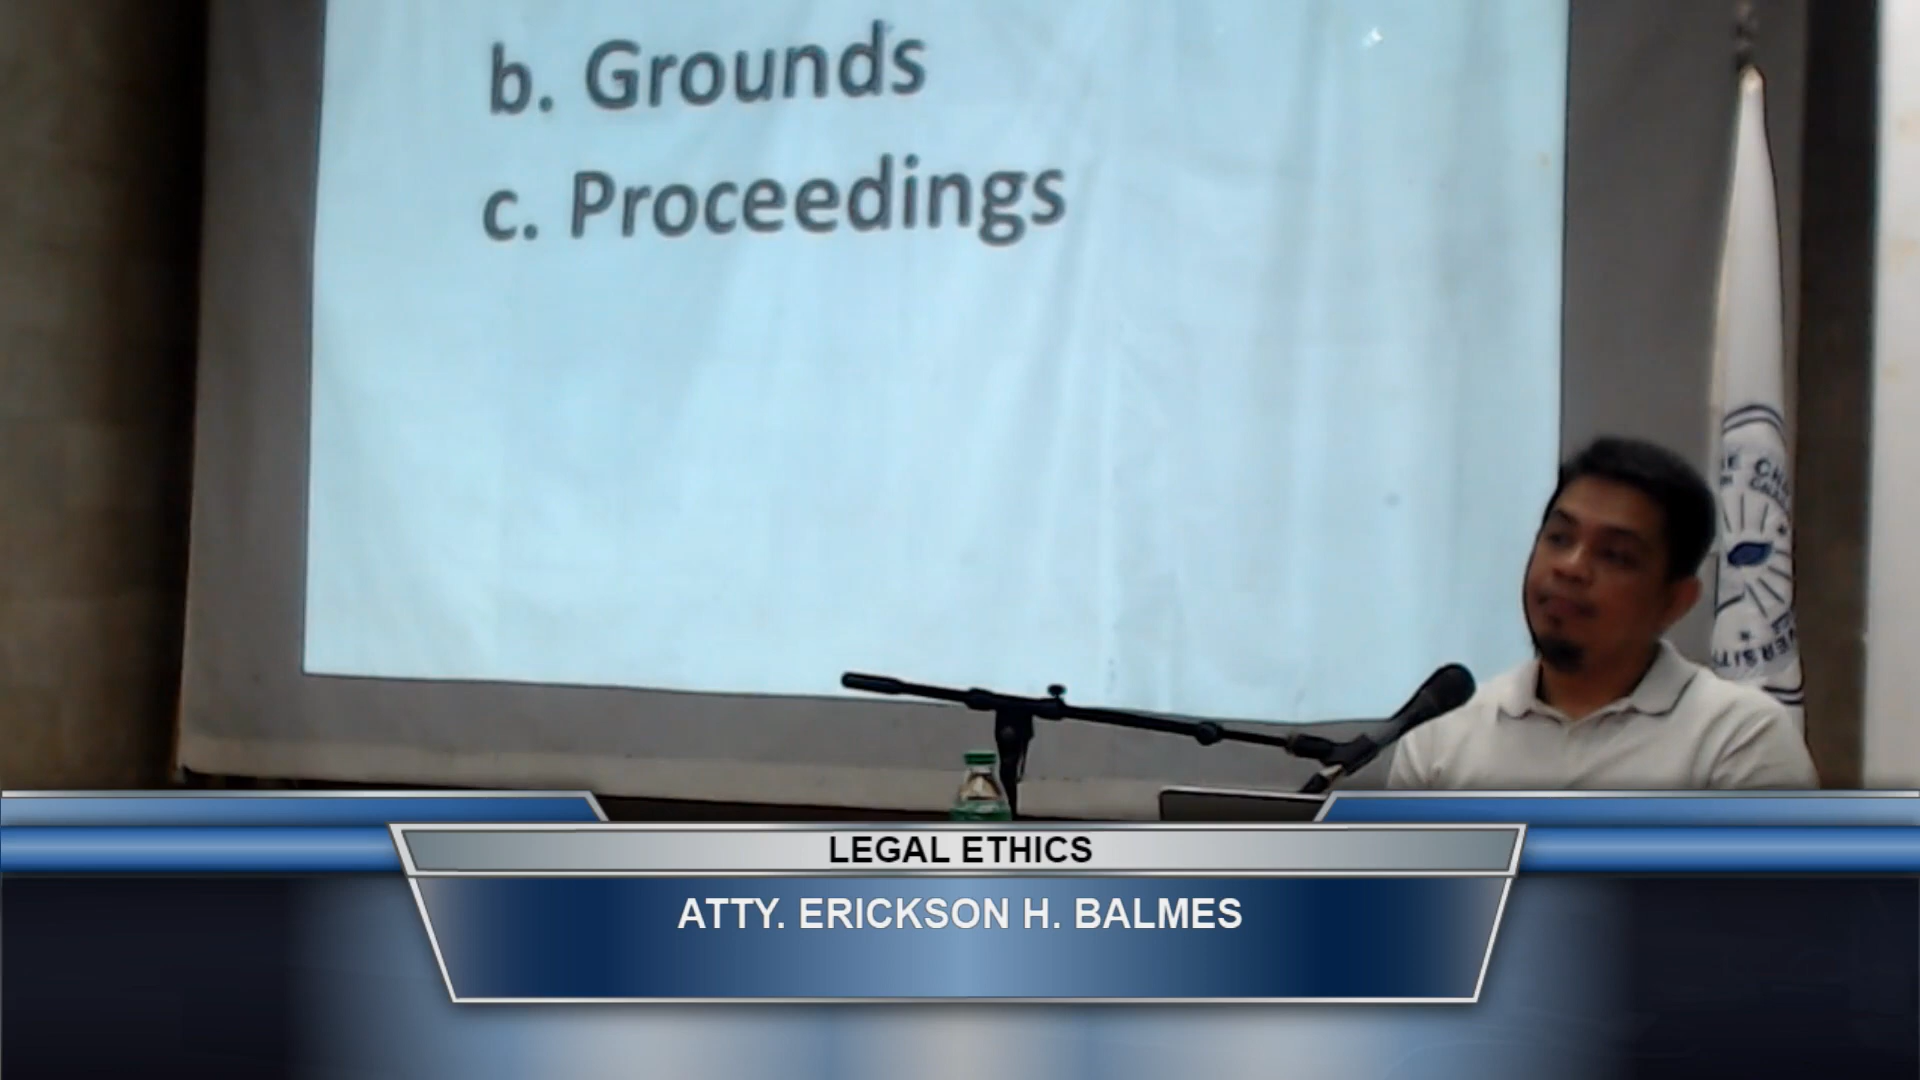 b. Grounds
c. Proceedings
LEGAL ETHICS
ATTY. ERICKSON H. BALMES